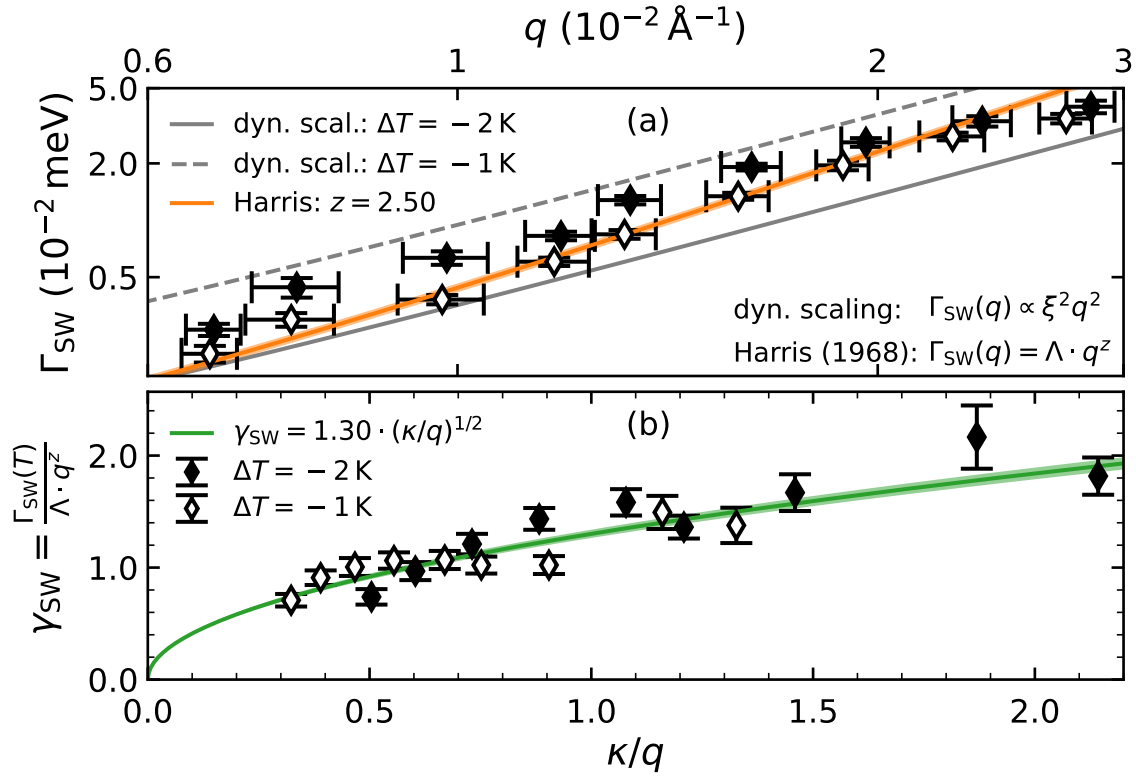 q (10⁻² Å⁻¹)
0.6 1 2 3
5.0
2.0
0.5
Γ_SW (10⁻² meV)
(a)
dyn. scal.: ΔT = −2 K
dyn. scal.: ΔT = −1 K
Harris: z = 2.50
dyn. scaling: Γ_SW(q) ∝ ξ²q²
Harris (1968): Γ_SW(q) = Λ · q^z
(b)
γ_SW = 1.30 · (κ/q)^{1/2}
ΔT = −2 K
ΔT = −1 K
γ_SW = Γ_SW(T) / Λ · q^z
2.0
1.0
0.0
0.0 0.5 1.0 1.5 2.0
κ/q